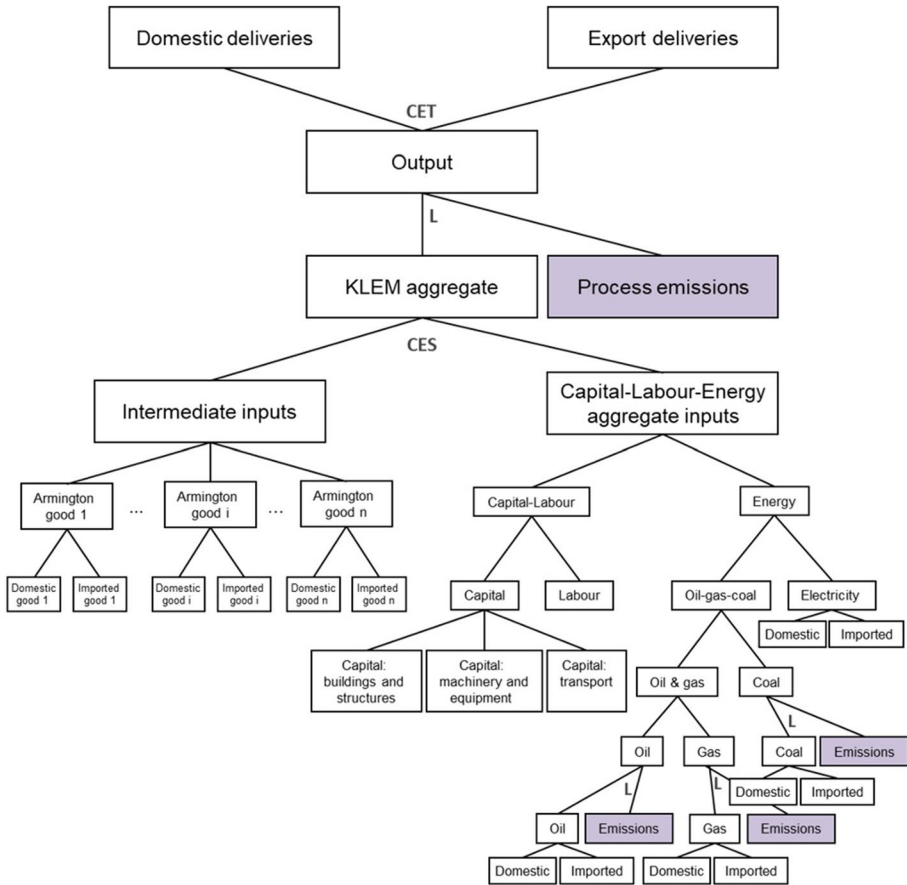 Domestic deliveries
Export deliveries
CET
Output
L
KLEM aggregate
Process emissions
CES
Intermediate inputs
Capital-Labour-Energy
aggregate inputs
Armington
good 1
...
Armington
good i
...
Armington
good n
Capital-Labour
Energy
Domestic
good 1
Imported
good 1
Domestic
good i
Imported
good i
Domestic
good n
Imported
good n
Capital
Labour
Oil-gas-coal
Electricity
Domestic
Imported
Capital:
buildings and
structures
Capital:
machinery and
equipment
Capital:
transport
Oil & gas
Coal
L
Oil
Gas
Coal
Emissions
L
L
Domestic
Imported
Oil
Emissions
Gas
Emissions
Domestic
Imported
Domestic
Imported